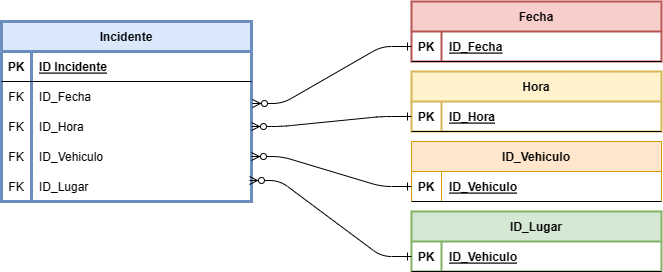 Incidente
PK ID Incidente
FK ID_Fecha
FK ID_Hora
FK ID_Vehiculo
FK ID_Lugar
Fecha
PK ID_Fecha
Hora
PK ID_Hora
ID_Vehiculo
PK ID_Vehiculo
ID_Lugar
PK ID_Vehiculo